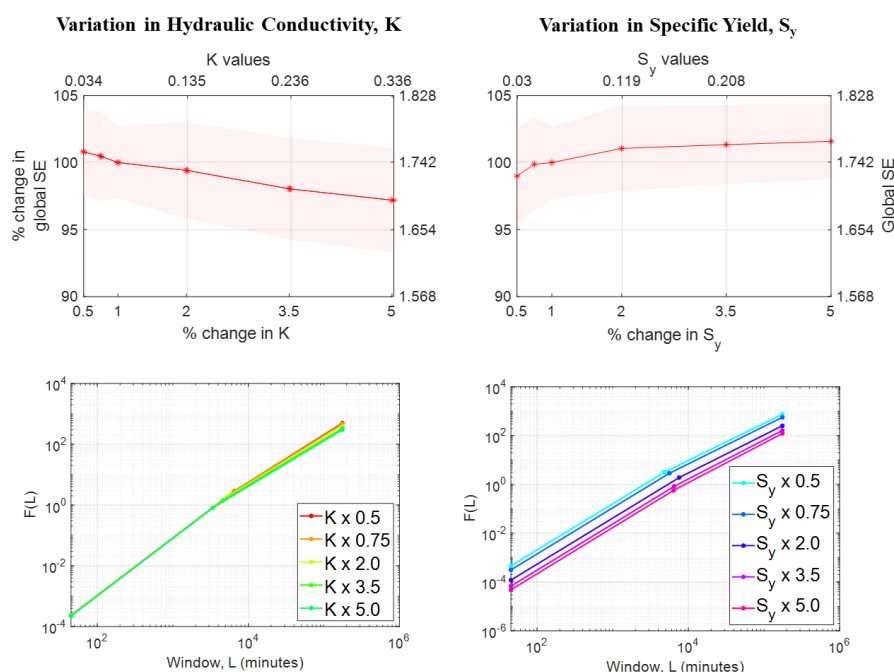 Variation in Hydraulic Conductivity, K
K values
0.034 0.135 0.236 0.336
105 1.828
100 1.742
95 1.654
90 1.568
% change in
global SE
0.5 1 2 3.5 5
% change in K
Variation in Specific Yield, Sy
Sy values
0.03 0.119 0.208
105 1.828
100 1.742
95 1.654
90 1.568
Global SE
0.5 1 2 3.5 5
% change in Sy
10^4
10^2
10^0
10^-2
10^-4
F(L)
K x 0.5
K x 0.75
K x 2.0
K x 3.5
K x 5.0
10^2 10^4 10^6
Window, L (minutes)
10^4
10^2
10^0
10^-2
10^-4
10^-6
F(L)
Sy x 0.5
Sy x 0.75
Sy x 2.0
Sy x 3.5
Sy x 5.0
10^2 10^4 10^6
Window, L (minutes)